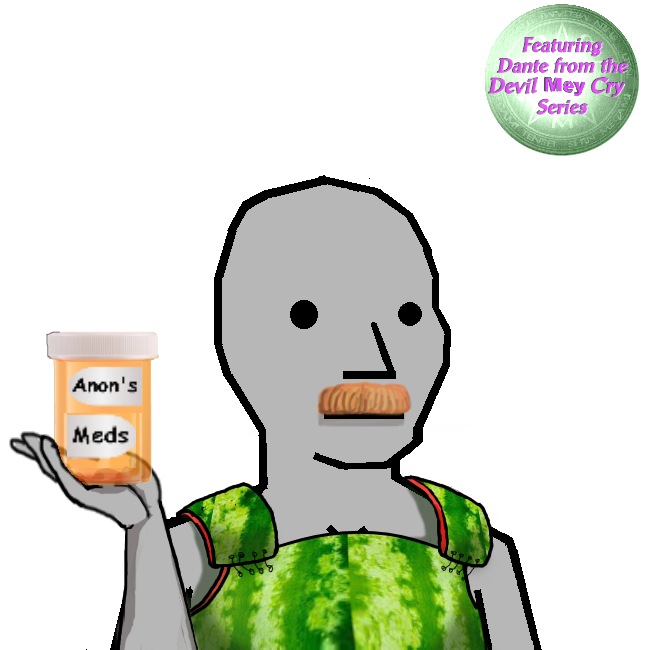 Featuring
Dante from the
Devil Mey Cry
Series
Anon's
Meds